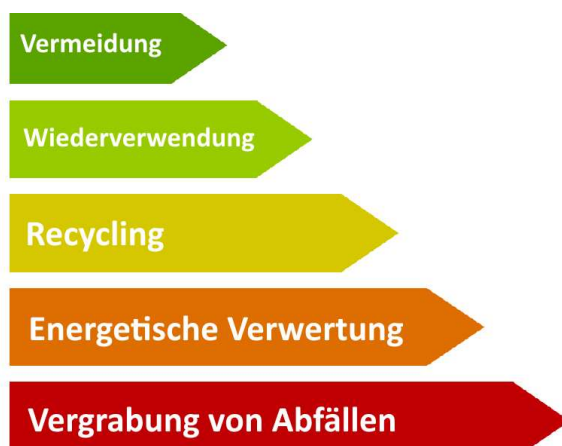 Vermeidung
Wiederverwendung
Recycling
Energetische Verwertung
Vergrabung von Abfällen